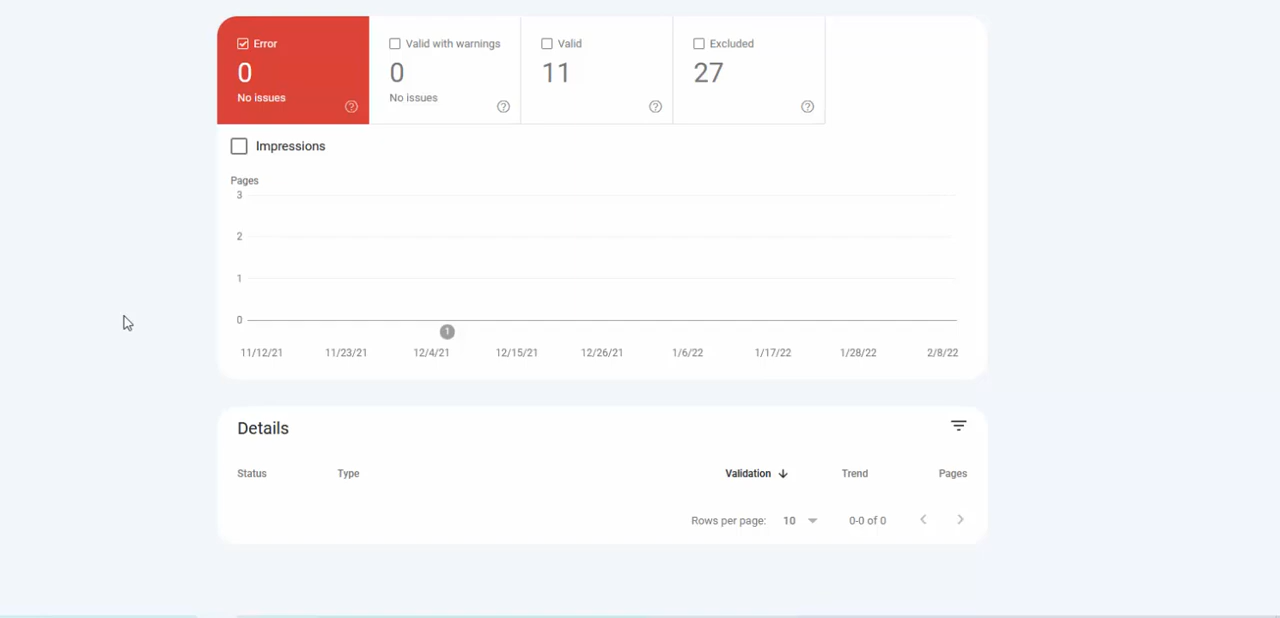 Error Valid with warnings Valid Excluded
0 0 11 27
No issues No issues
Impressions
Pages
3
2
1
0
1
11/12/21 11/23/21 12/4/21 12/15/21 12/26/21 1/6/22 1/17/22 1/28/22 2/8/22
Details
Status Type Validation Trend Pages
Rows per page: 10 0-0 of 0